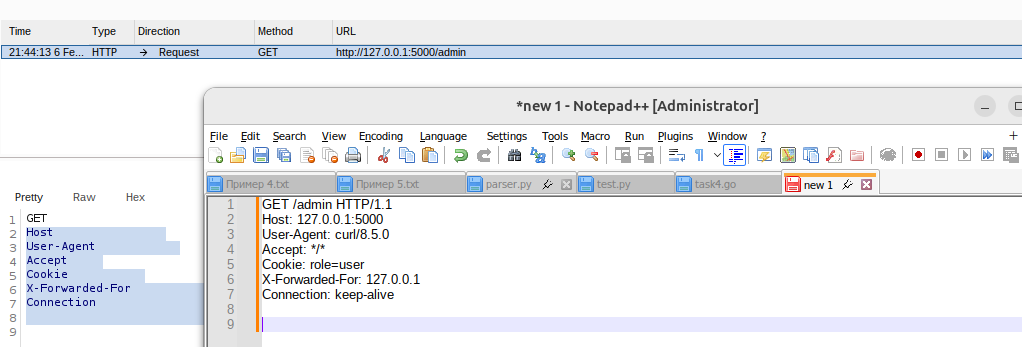 Time Type Direction Method URL
21:44:13 6 Fe... HTTP → Request GET http://127.0.0.1:5000/admin
*new 1 - Notepad++ [Administrator]
File Edit Search View Encoding Language Settings Tools Macro Run Plugins Window ? +
Пример 4.txt Пример 5.txt parser.py test.py task4.go new 1
Pretty Raw Hex
1 GET
2 Host
3 User-Agent
4 Accept
5 Cookie
6 X-Forwarded-For
7 Connection
8
9
1 GET /admin HTTP/1.1
2 Host: 127.0.0.1:5000
3 User-Agent: curl/8.5.0
4 Accept: */*
5 Cookie: role=user
6 X-Forwarded-For: 127.0.0.1
7 Connection: keep-alive
8
9